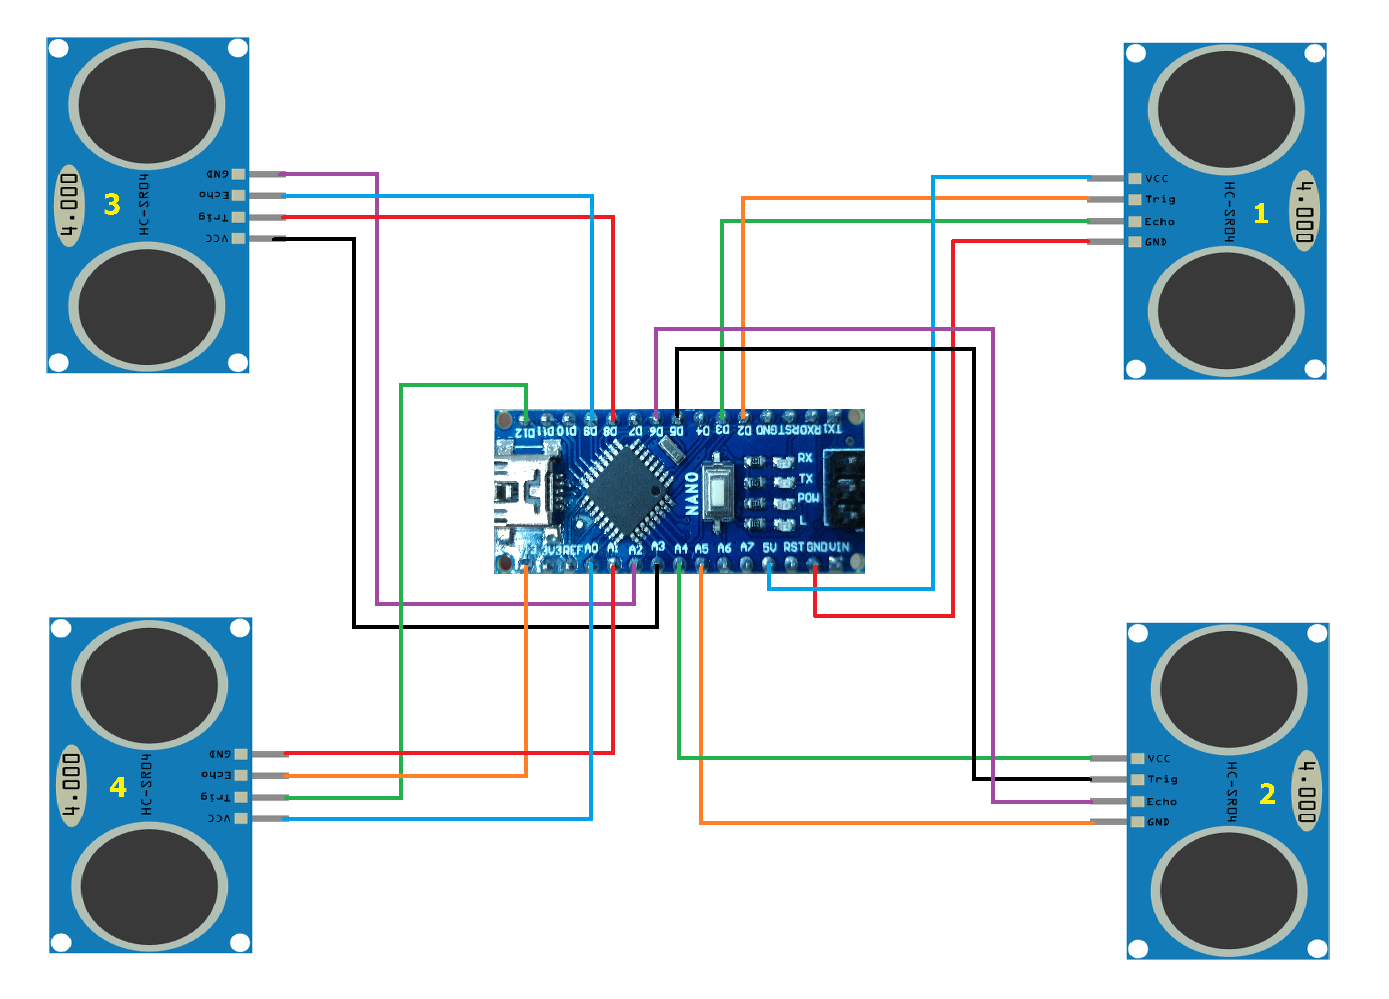 GND
Echo
Trig
VCC
HC-SR04
4.000
3
VCC
Trig
Echo
GND
HC-SR04
4.000
1
D12
D11
D10
D9
D8
D7
D6
D5
D4
D3
D2
GND
RST
RX0
TX1
RX
TX
POW
L
NANO
3V3
REF
A0
A1
A2
A3
A4
A5
A6
A7
5V
RST
GND
VIN
GND
Echo
Trig
VCC
HC-SR04
4.000
4
VCC
Trig
Echo
GND
HC-SR04
4.000
2